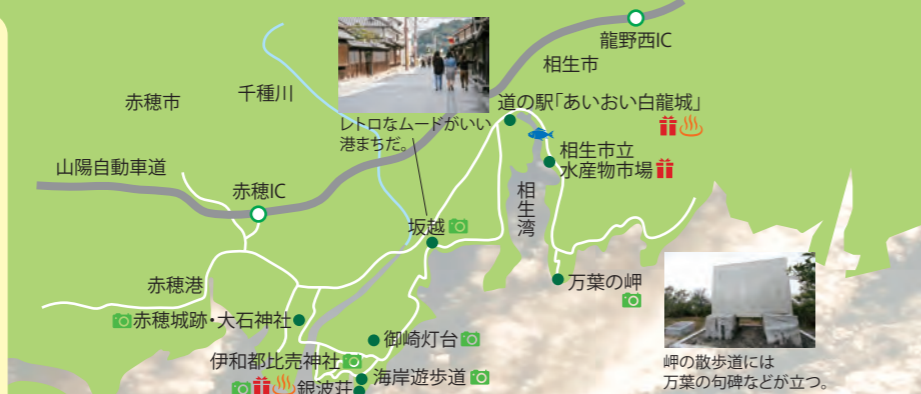 龍野西IC
相生市
赤穂市
千種川
道の駅「あいおい白龍城」
レトロなムードがいい
港まちだ。
相生市立
水産物市場
山陽自動車道
赤穂IC
相生湾
坂越
万葉の岬
赤穂港
赤穂城跡・大石神社
御崎灯台
伊和都比売神社
海岸遊歩道
銀波荘
岬の散歩道には
万葉の句碑などが立つ。